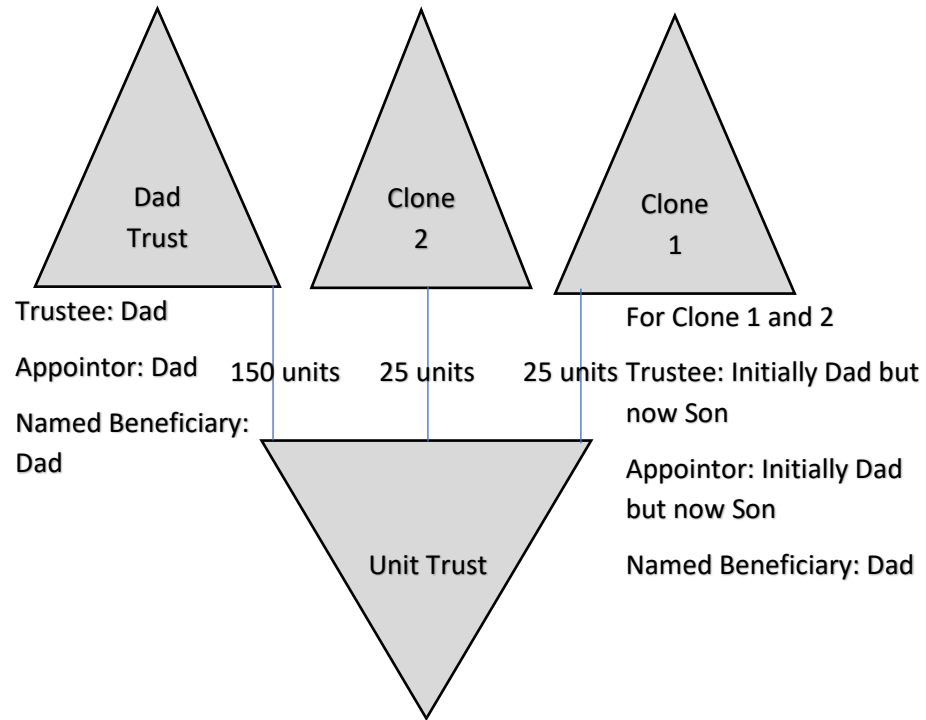 Dad
Trust
Clone
2
Clone
1
Trustee: Dad
Appointor: Dad
Named Beneficiary:
Dad
150 units
25 units
25 units
For Clone 1 and 2
Trustee: Initially Dad but
now Son
Appointor: Initially Dad
but now Son
Named Beneficiary: Dad
Unit Trust